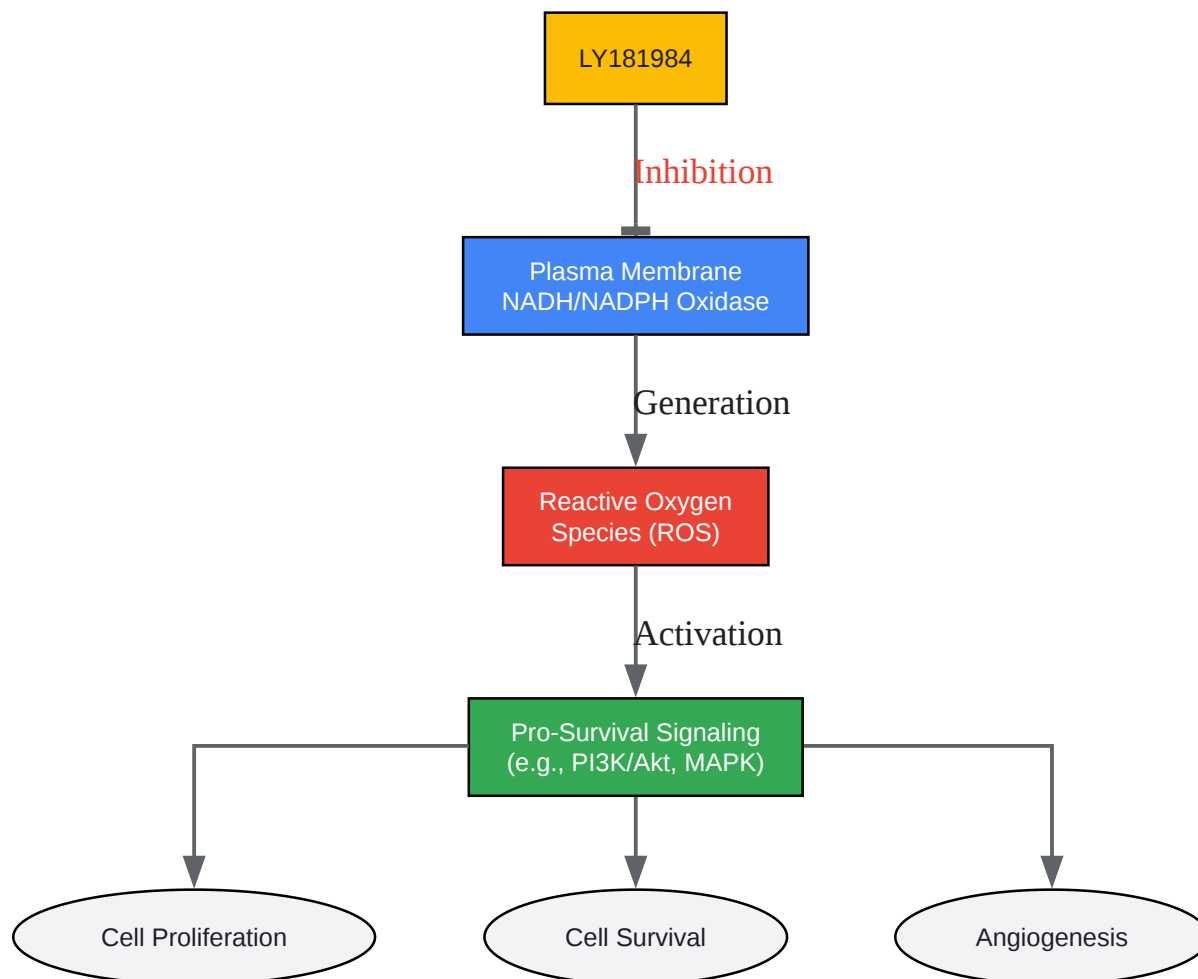 LY181984
Inhibition
Plasma Membrane
NADH/NADPH Oxidase
Generation
Reactive Oxygen
Species (ROS)
Activation
Pro-Survival Signaling
(e.g., PI3K/Akt, MAPK)
Cell Proliferation
Cell Survival
Angiogenesis